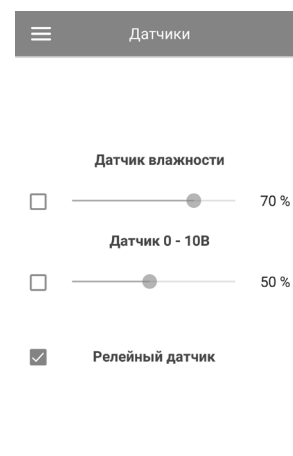 Датчики
Датчик влажности
70 %
Датчик 0 - 10В
50 %
Релейный датчик